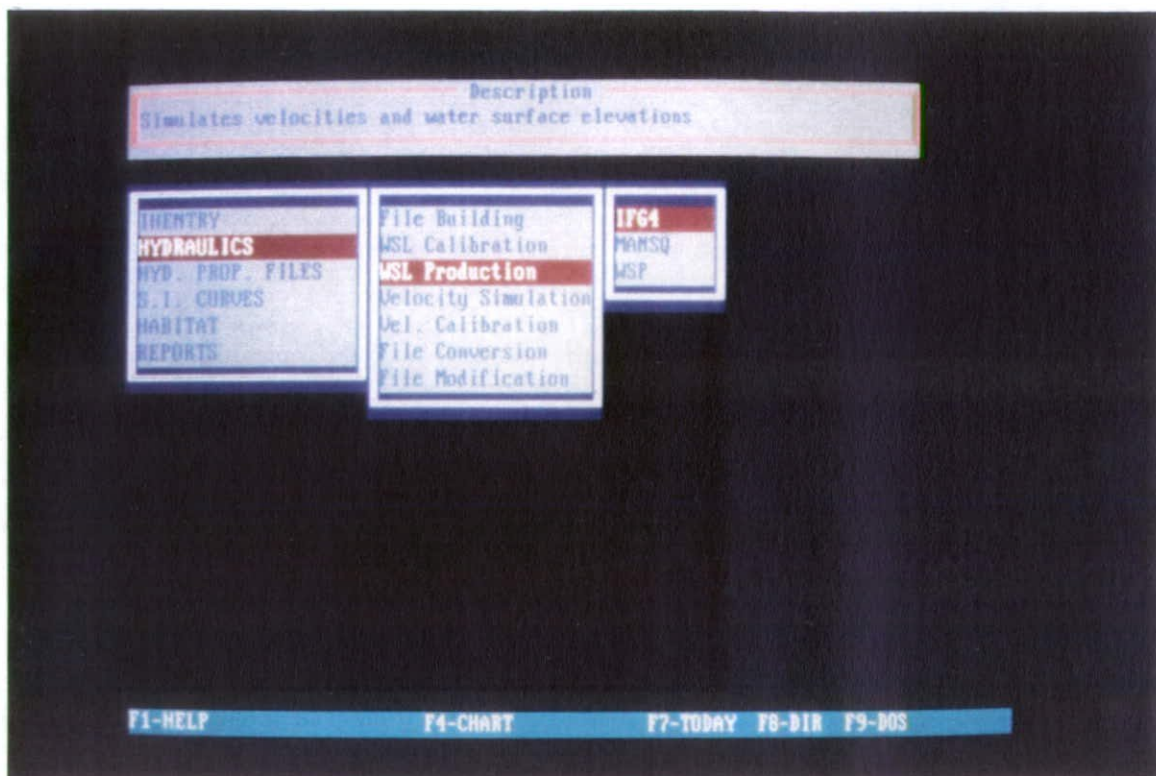 Description
Simulates velocities and water surface elevations
IHENTRY
HYDRAULICS
HYD. PROP. FILES
S.I. CURVES
HABITAT
REPORTS
File Building
WSL Calibration
WSL Production
Velocity Simulation
Vel. Calibration
File Conversion
File Modification
IFG4
MANSQ
WSP
F1-HELP F4-CHART F7-TODAY F8-DIR F9-DOS